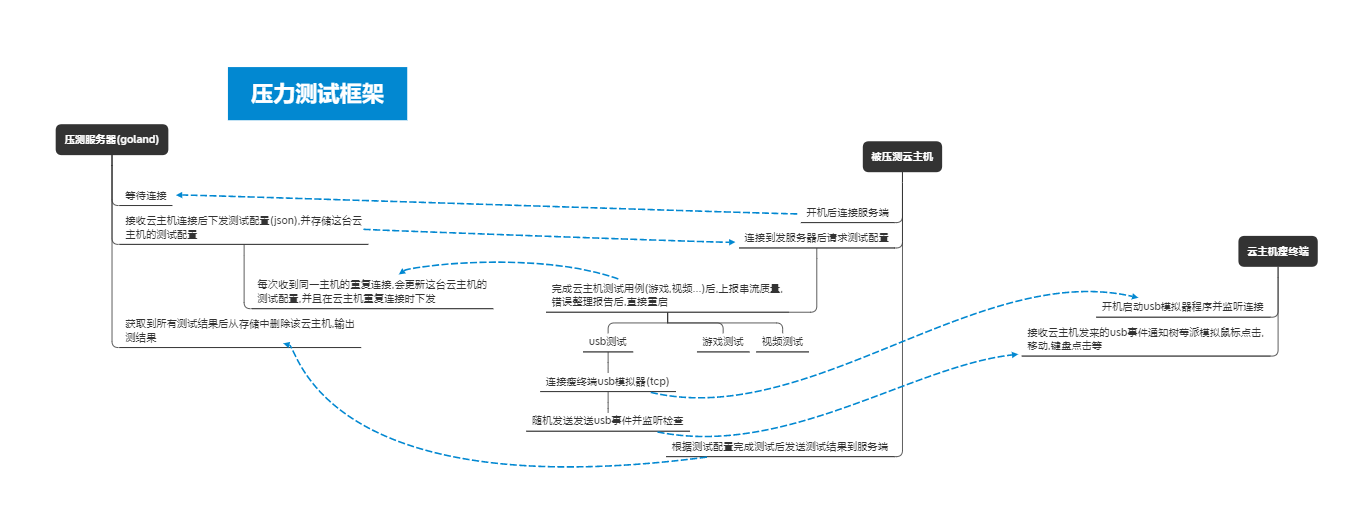 压力测试框架
压测服务器(goland)
等待连接
接收云主机连接后下发测试配置(json),并存储这台云
主机的测试配置
每次收到同一主机的重复连接,会更新这台云主机的
测试配置,并且在云主机重复连接时下发
获取到所有测试结果后从存储中删除该云主机,输出
测结果
被压测云主机
开机后连接服务端
连接到发服务器后请求测试配置
完成云主机测试用例(游戏,视频...)后,上报串流质量,
错误整理报告后,直接重启
usb测试
游戏测试
视频测试
连接瘦终端usb模拟器(tcp)
随机发送发送usb事件并监听检查
根据测试配置完成测试后发送测试结果到服务端
云主机瘦终端
开机启动usb模拟器程序并监听连接
接收云主机发来的usb事件通知树莓派模拟鼠标点击,
移动,键盘点击等